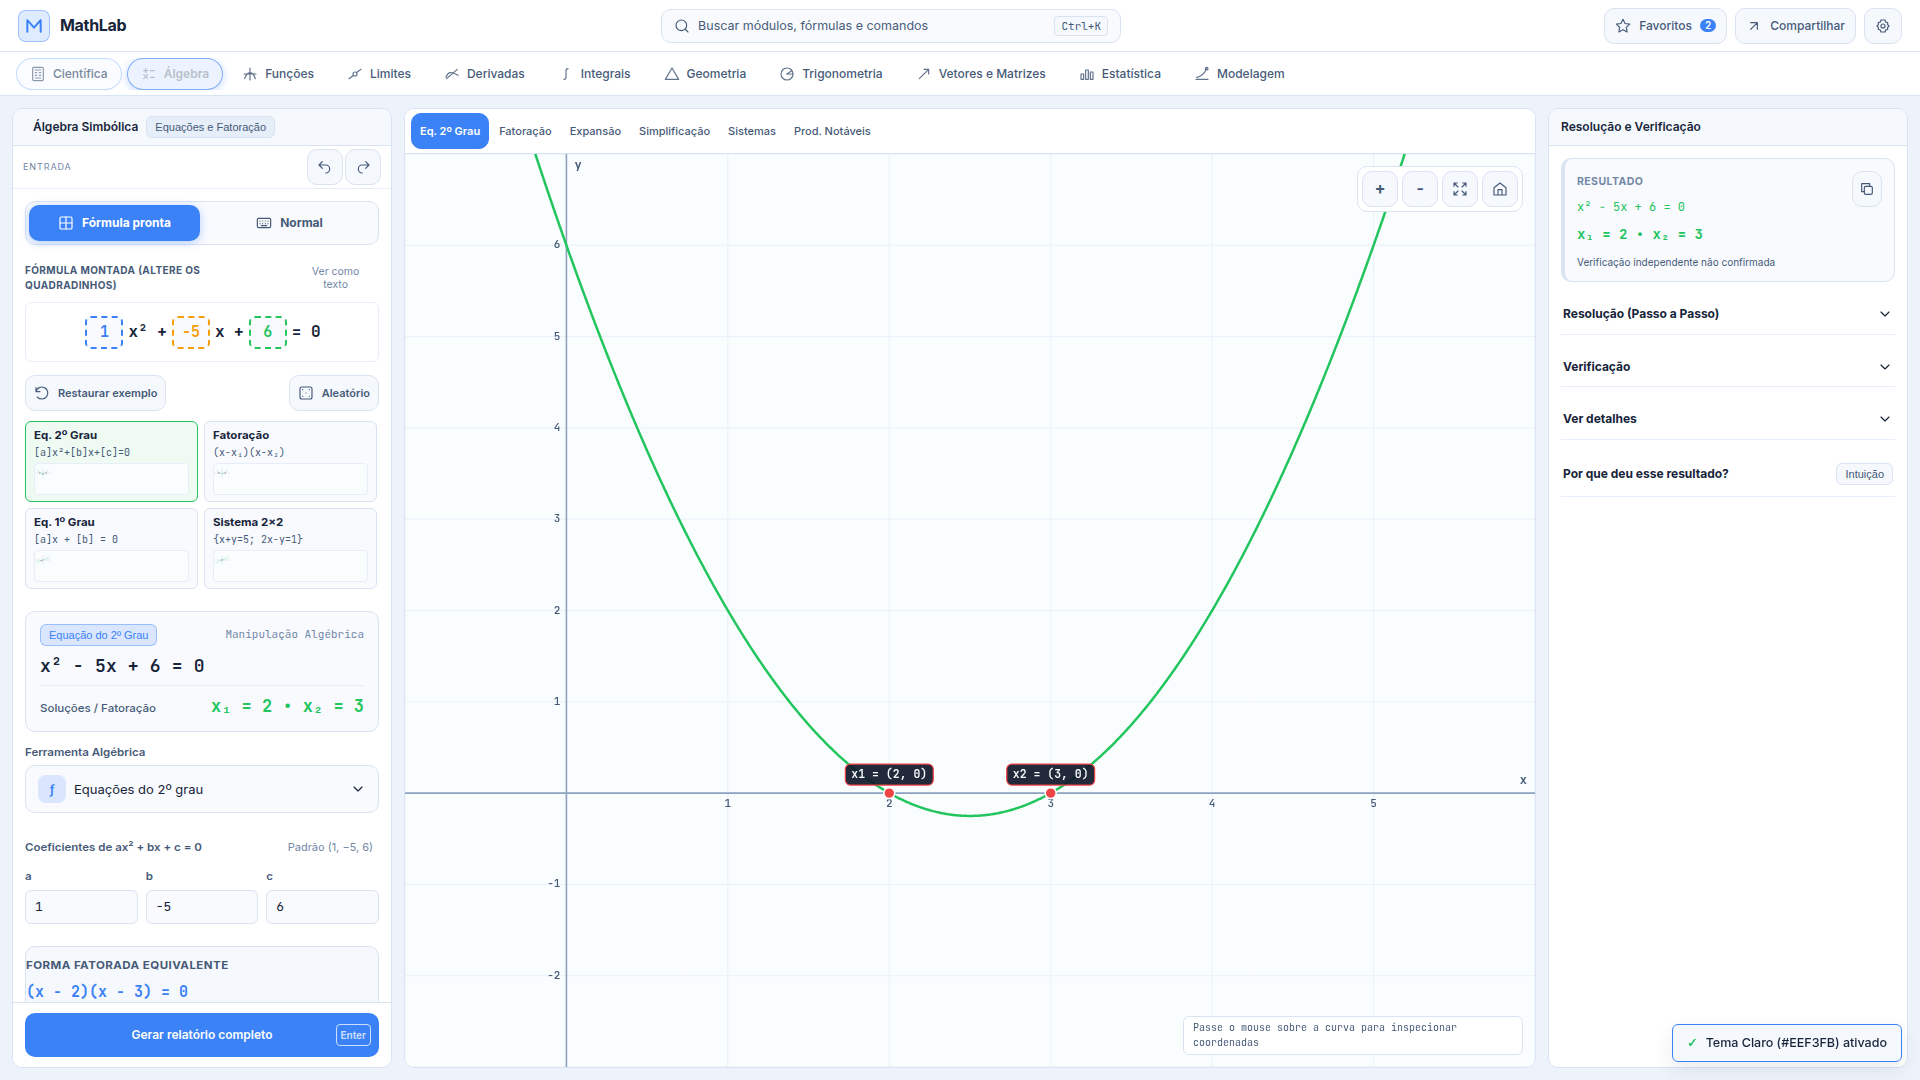 MathLab
Buscar módulos, fórmulas e comandos
Ctrl+K
Favoritos 2
Compartilhar
Científica
Álgebra
Funções
Limites
Derivadas
Integrais
Geometria
Trigonometria
Vetores e Matrizes
Estatística
Modelagem
Álgebra Simbólica
Equações e Fatoração
ENTRADA
Fórmula pronta
Normal
FÓRMULA MONTADA (ALTERE OS
QUADRADINHOS)
Ver como
texto
1 x² + -5 x + 6 = 0
Restaurar exemplo
Aleatório
Eq. 2º Grau
[a]x²+[b]x+[c]=0
Fatoração
(x-x₁)(x-x₂)
Eq. 1º Grau
[a]x + [b] = 0
Sistema 2×2
{x+y=5; 2x-y=1}
Equação do 2º Grau
Manipulação Algébrica
x² - 5x + 6 = 0
Soluções / Fatoração
x₁ = 2 • x₂ = 3
Ferramenta Algébrica
ƒ Equações do 2º grau
Coeficientes de ax² + bx + c = 0
Padrão (1, −5, 6)
a
b
c
1
-5
6
FORMA FATORADA EQUIVALENTE
(x - 2)(x - 3) = 0
Gerar relatório completo
Enter
Eq. 2º Grau
Fatoração
Expansão
Simplificação
Sistemas
Prod. Notáveis
y
+
-
6
5
4
3
2
1
x1 = (2, 0)
x2 = (3, 0)
x
1
2
3
4
5
-1
-2
Passe o mouse sobre a curva para inspecionar
coordenadas
Resolução e Verificação
RESULTADO
x² - 5x + 6 = 0
x₁ = 2 • x₂ = 3
Verificação independente não confirmada
Resolução (Passo a Passo)
Verificação
Ver detalhes
Por que deu esse resultado?
Intuição
✓ Tema Claro (#EEF3FB) ativado